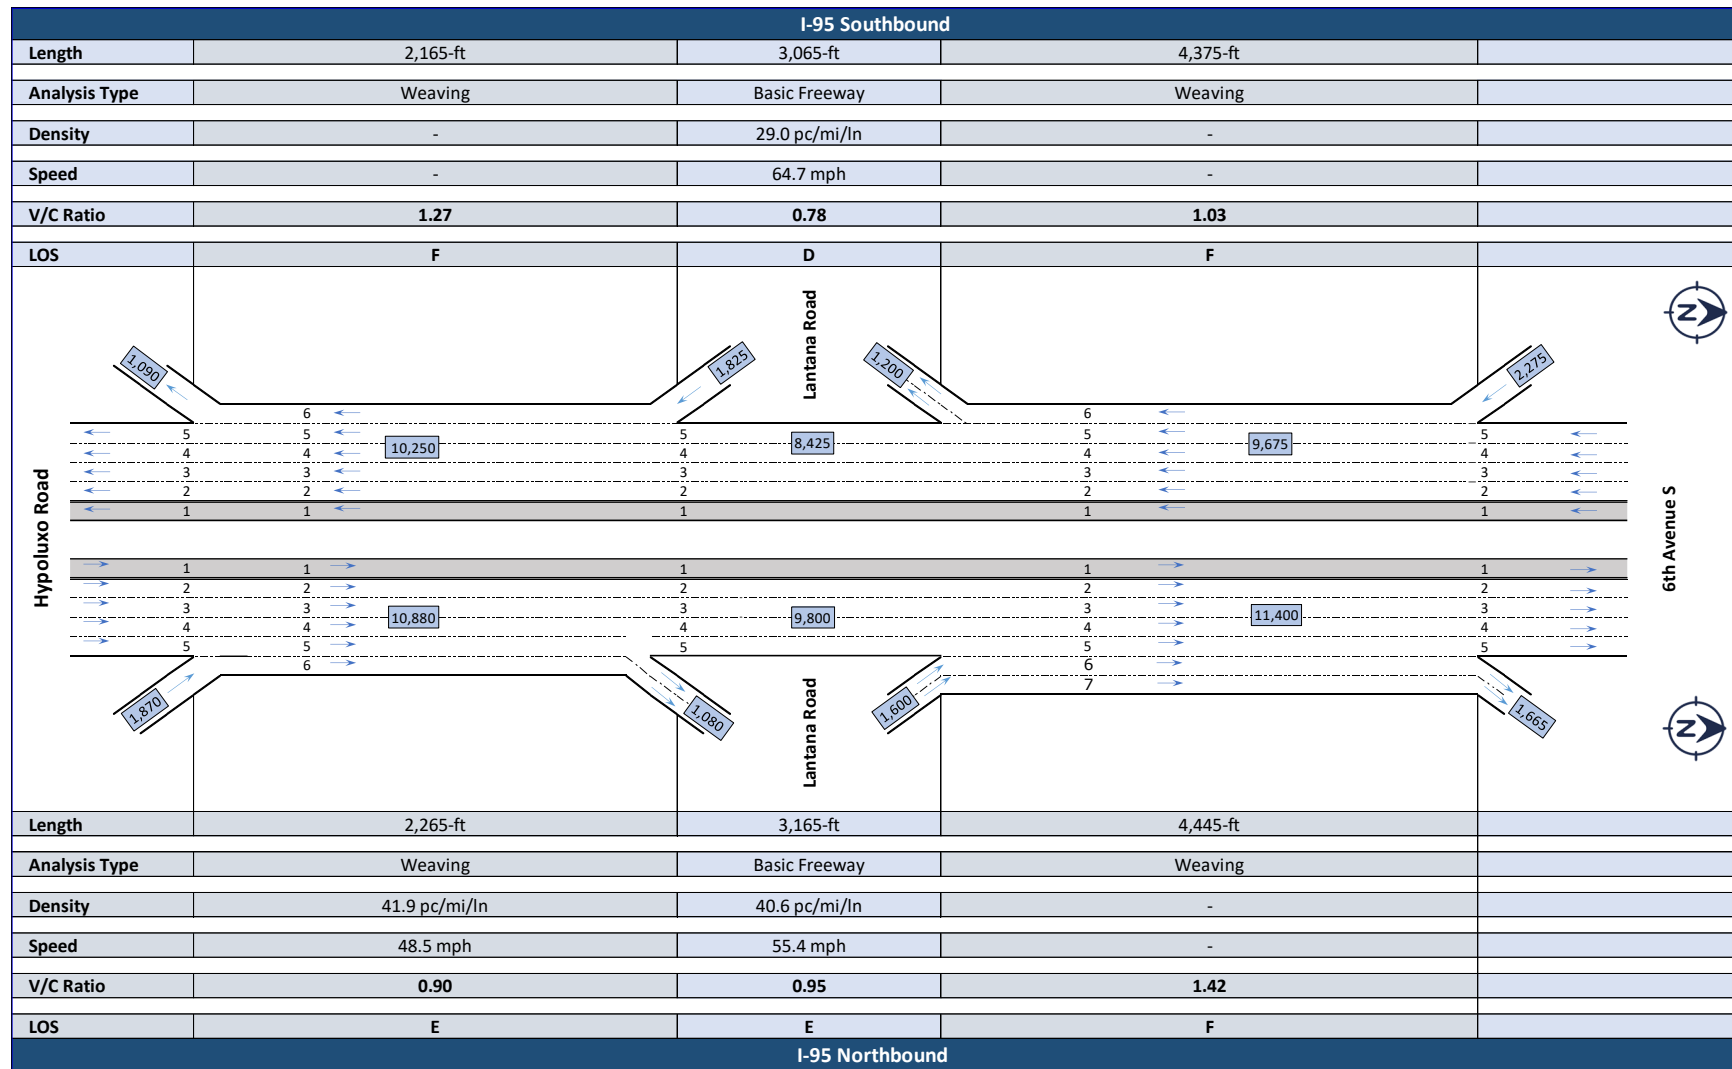 I-95 Southbound
Length 2,165-ft 3,065-ft 4,375-ft
Analysis Type Weaving Basic Freeway Weaving
Density - 29.0 pc/mi/ln -
Speed - 64.7 mph -
V/C Ratio 1.27 0.78 1.03
LOS F D F
Lantana Road
N
1,090 1,825 1,200 2,275
6 6
5 5 5 5 5
10,250 8,425 9,675
4 4 4 4 4
3 3 3 3 3
2 2 2 2 2
1 1 1 1 1
Hypoluxo Road
6th Avenue S
1 1 1 1 1
2 2 2 2 2
3 3 3 3 3
10,880 9,800 11,400
4 4 4 4 4
5 5 5 5 5
6 6
7
1,870 1,080 1,600 1,665
Lantana Road
N
Length 2,265-ft 3,165-ft 4,445-ft
Analysis Type Weaving Basic Freeway Weaving
Density 41.9 pc/mi/ln 40.6 pc/mi/ln -
Speed 48.5 mph 55.4 mph -
V/C Ratio 0.90 0.95 1.42
LOS E E F
I-95 Northbound